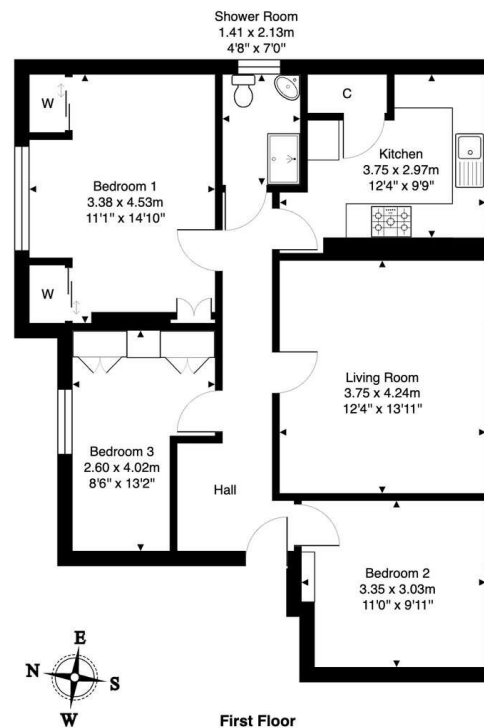 Shower Room
1.41 x 2.13m
4'8" x 7'0"
W
C
Kitchen
3.75 x 2.97m
12'4" x 9'9"
Bedroom 1
3.38 x 4.53m
11'1" x 14'10"
W
Living Room
3.75 x 4.24m
12'4" x 13'11"
Bedroom 3
2.60 x 4.02m
8'6" x 13'2"
Hall
Bedroom 2
3.35 x 3.03m
11'0" x 9'11"
E
N
S
W
First Floor